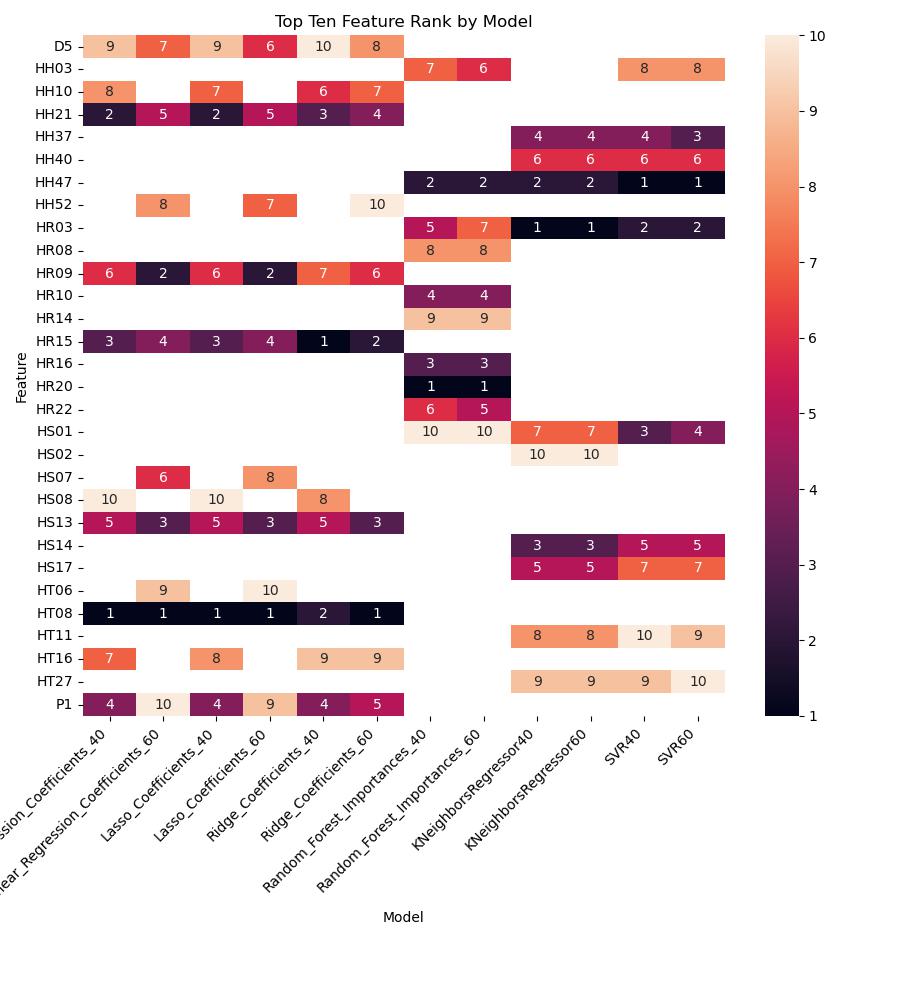 Top Ten Feature Rank by Model
D5 9 7 9 6 10 8
HH03 7 6 8 8
HH10 8 7 6 7
HH21 2 5 2 5 3 4
HH37 4 4 4 3
HH40 6 6 6 6
HH47 2 2 2 2 1 1
HH52 8 7 10
HR03 5 7 1 1 2 2
HR08 8 8
HR09 6 2 6 2 7 6
HR10 4 4
HR14 9 9
HR15 3 4 3 4 1 2
HR16 3 3
HR20 1 1
HR22 6 5
HS01 10 10 7 7 3 4
HS02 10 10
HS07 6 8
HS08 10 10 8
HS13 5 3 5 3 5 3
HS14 3 3 5 5
HS17 5 5 7 7
HT06 9 10
HT08 1 1 1 1 2 1
HT11 8 8 10 9
HT16 7 8 9 9
HT27 9 9 9 10
P1 4 10 4 9 4 5
Feature
ssion_Coefficients_40
near_Regression_Coefficients_60
Lasso_Coefficients_40
Lasso_Coefficients_60
Ridge_Coefficients_40
Ridge_Coefficients_60
Random_Forest_Importances_40
Random_Forest_Importances_60
KNeighborsRegressor40
KNeighborsRegressor60
SVR40
SVR60
Model
10
9
8
7
6
5
4
3
2
1